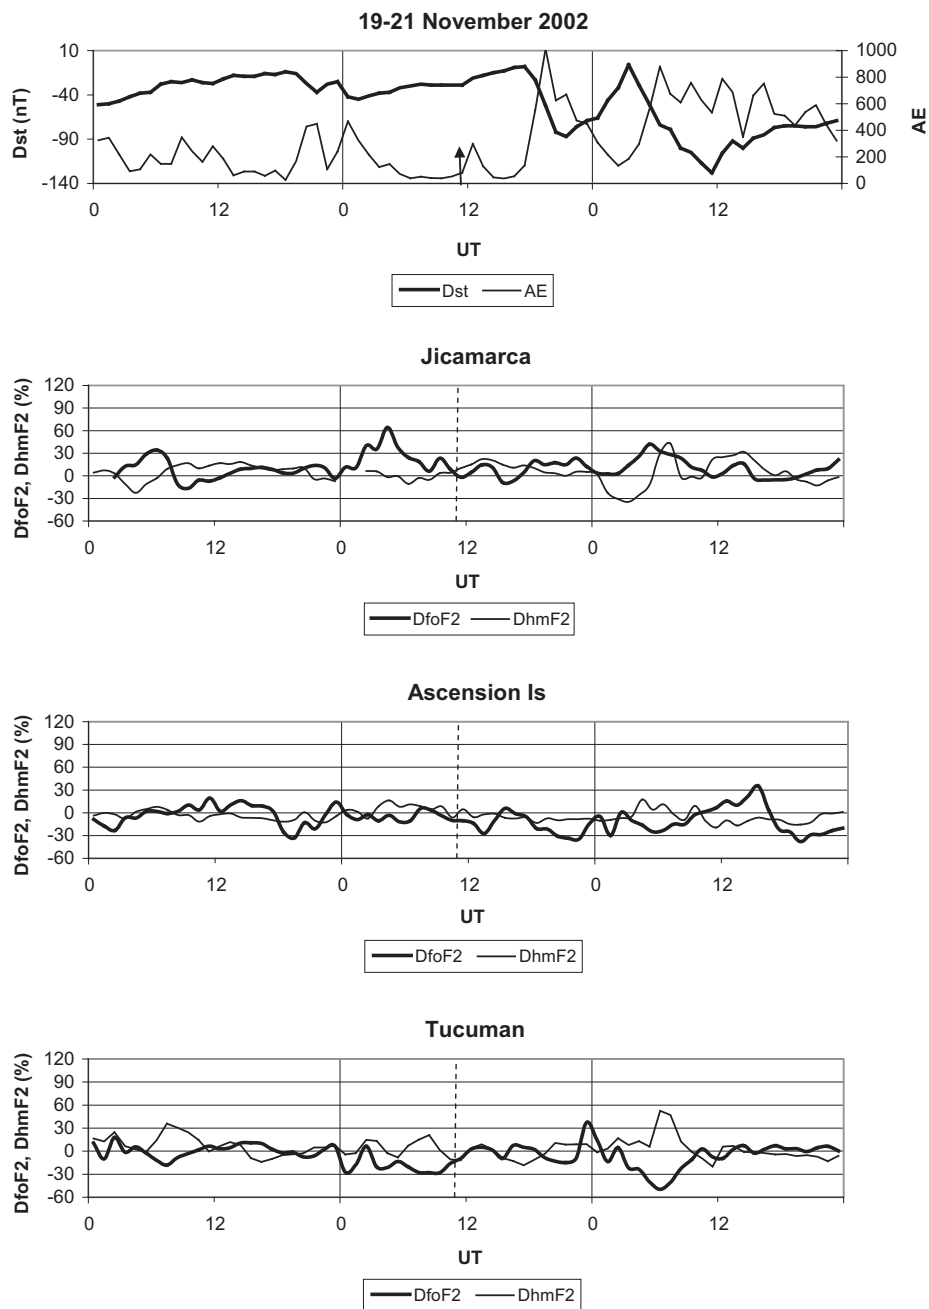 19-21 November 2002
Dst (nT)
10
-40
-90
-140
1000
800
600
400
200
0
AE
0 12 0 12 0 12
UT
Dst AE
Jicamarca
DfoF2, DhmF2 (%)
120
90
60
30
0
-30
-60
0 12 0 12 0 12
UT
DfoF2 DhmF2
Ascension Is
DfoF2, DhmF2 (%)
120
90
60
30
0
-30
-60
0 12 0 12 0 12
UT
DfoF2 DhmF2
Tucuman
DfoF2, DhmF2 (%)
120
90
60
30
0
-30
-60
0 12 0 12 0 12
UT
DfoF2 DhmF2